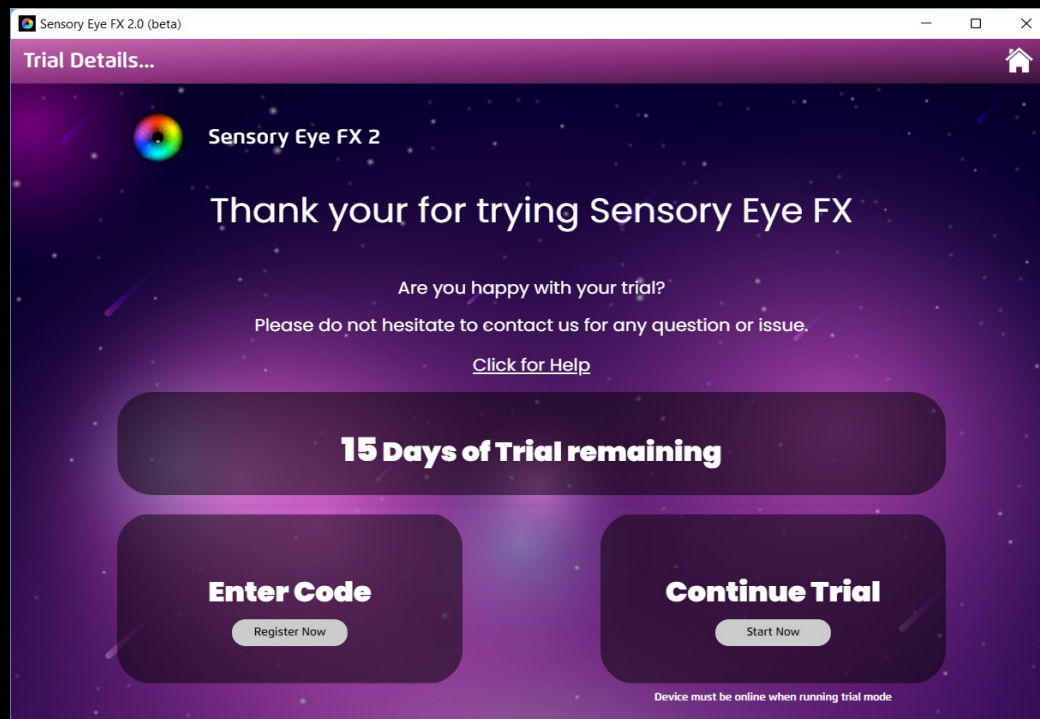 Sensory Eye FX 2.0 (beta)
Trial Details...
Sensory Eye FX 2
Thank your for trying Sensory Eye FX
Are you happy with your trial?
Please do not hesitate to contact us for any question or issue.
Click for Help
15 Days of Trial remaining
Enter Code
Register Now
Continue Trial
Start Now
Device must be online when running trial mode